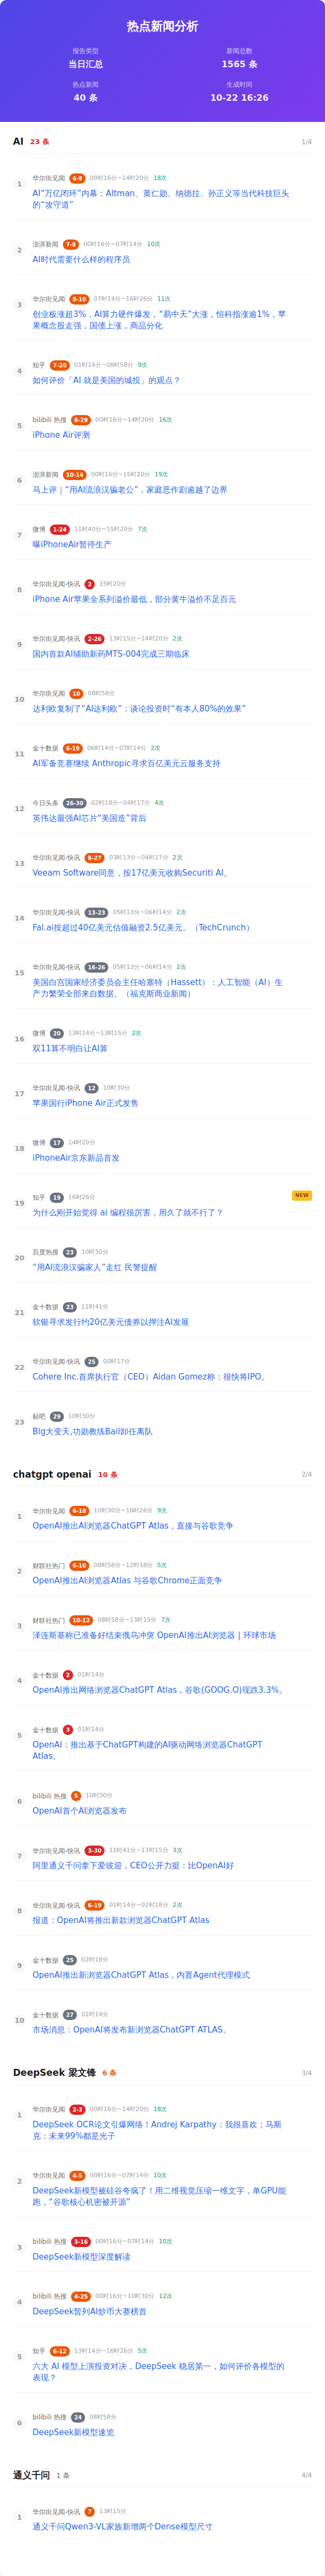 热点新闻分析
报告类型
新闻总数
当日汇总
1565 条
热点新闻
生成时间
40 条
10-22 16:26
AI 23 条 1/4
1
华尔街见闻 6-9 00时16分~14时20分 18次
AI“万亿闭环”内幕：Altman、黄仁勋、纳德拉、孙正义等当代科技巨头
的“攻守道”
2
澎湃新闻 7-8 00时16分~07时14分 10次
AI时代需要什么样的程序员
3
华尔街见闻 8-10 07时14分~16时26分 11次
创业板涨超3%，AI算力硬件爆发，“易中天”大涨，恒科指涨逾1%，苹
果概念股走强，国债上涨，商品分化
4
知乎 7-20 01时14分~08时58分 9次
如何评价「AI 就是美国的城投」的观点？
5
bilibili 热搜 8-29 00时16分~14时20分 16次
iPhone Air评测
6
澎湃新闻 10-14 00时16分~15时20分 19次
马上评｜“用AI流浪汉骗老公”，家庭恶作剧逾越了边界
7
微博 1-24 11时40分~15时20分 7次
曝iPhoneAir暂停生产
8
华尔街见闻-快讯 2 15时20分
iPhone Air苹果全系列溢价最低，部分黄牛溢价不足百元
9
华尔街见闻-快讯 2-26 13时15分~14时20分 2次
国内首款AI辅助新药MTS-004完成三期临床
10
华尔街见闻 10 08时58分
达利欧复制了“AI达利欧”：谈论投资时“有本人80%的效果”
11
金十数据 6-19 06时14分~07时14分 2次
AI军备竞赛继续 Anthropic寻求百亿美元云服务支持
12
今日头条 26-30 02时18分~04时17分 4次
英伟达最强AI芯片“美国造”背后
13
华尔街见闻-快讯 8-27 03时13分~04时17分 2次
Veeam Software同意，按17亿美元收购Securiti AI。
14
华尔街见闻-快讯 13-23 05时13分~06时14分 2次
Fal.ai按超过40亿美元估值融资2.5亿美元。（TechCrunch）
15
华尔街见闻-快讯 16-26 05时13分~06时14分 2次
美国白宫国家经济委员会主任哈塞特（Hassett）：人工智能（AI）生
产力繁荣全部来自数据。（福克斯商业新闻）
16
微博 20 13时14分~13时15分 2次
双11算不明白让AI算
17
华尔街见闻-快讯 12 10时30分
苹果国行iPhone Air正式发售
18
微博 17 14时20分
iPhoneAir京东新品首发
NEW
19
知乎 19 16时26分
为什么刚开始觉得 ai 编程很厉害，用久了就不行了？
20
百度热搜 23 10时30分
“用AI流浪汉骗家人”走红 民警提醒
21
金十数据 23 11时41分
软银寻求发行约20亿美元债券以押注AI发展
22
华尔街见闻-快讯 25 00时17分
Cohere Inc.首席执行官（CEO）Aidan Gomez称：很快将IPO。
23
贴吧 29 10时30分
Blg大变天,功勋教练Bail卸任离队
chatgpt openai 10 条 2/4
1
华尔街见闻 6-10 10时30分~16时26分 9次
OpenAI推出AI浏览器ChatGPT Atlas，直接与谷歌竞争
2
财联社热门 6-10 08时58分~12时18分 5次
OpenAI推出AI浏览器Atlas 与谷歌Chrome正面竞争
3
财联社热门 10-12 08时58分~13时15分 7次
泽连斯基称已准备好结束俄乌冲突 OpenAI推出AI浏览器 | 环球市场
4
金十数据 2 01时14分
OpenAI推出网络浏览器ChatGPT Atlas，谷歌(GOOG.O)现跌3.3%。
5
金十数据 3 01时14分
OpenAI：推出基于ChatGPT构建的AI驱动网络浏览器ChatGPT
Atlas。
6
bilibili 热搜 5 10时30分
OpenAI首个AI浏览器发布
7
华尔街见闻-快讯 3-30 11时41分~13时15分 3次
阿里通义千问拿下爱彼迎，CEO公开力挺：比OpenAI好
8
华尔街见闻-快讯 6-19 01时14分~02时18分 2次
报道：OpenAI将推出新款浏览器ChatGPT Atlas
9
金十数据 25 02时18分
OpenAI推出新浏览器ChatGPT Atlas，内置Agent代理模式
10
金十数据 27 01时14分
市场消息：OpenAI将发布新浏览器ChatGPT ATLAS。
DeepSeek 梁文锋 6 条 3/4
1
华尔街见闻 2-3 00时16分~14时20分 18次
DeepSeek OCR论文引爆网络！Andrej Karpathy：我很喜欢；马斯
克：未来99%都是光子
2
华尔街见闻 4-5 00时16分~07时14分 10次
DeepSeek新模型被硅谷夸疯了！用二维视觉压缩一维文字，单GPU能
跑，“谷歌核心机密被开源”
3
bilibili 热搜 3-16 00时16分~07时14分 10次
DeepSeek新模型深度解读
4
bilibili 热搜 4-25 00时16分~10时30分 12次
DeepSeek暂列AI炒币大赛榜首
5
知乎 6-12 13时14分~16时26分 5次
六大 AI 模型上演投资对决，DeepSeek 稳居第一，如何评价各模型的
表现？
6
bilibili 热搜 24 08时58分
DeepSeek新模型速览
通义千问 1 条 4/4
1
华尔街见闻-快讯 7 13时15分
通义千问Qwen3-VL家族新增两个Dense模型尺寸